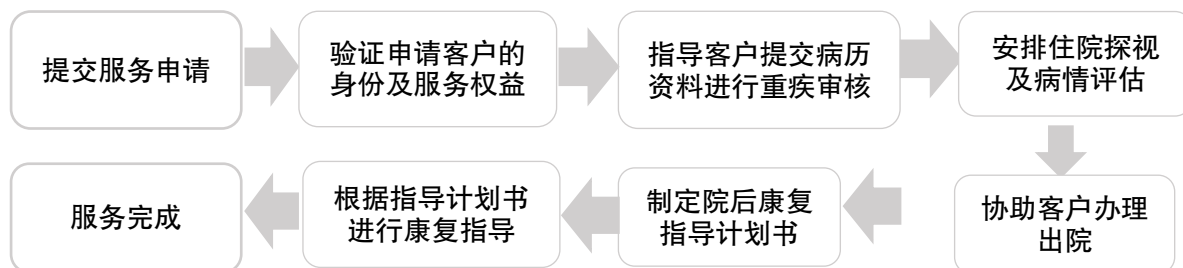 提交服务申请
验证申请客户的
身份及服务权益
指导客户提交病历
资料进行重疾审核
安排住院探视
及病情评估
协助客户办理
出院
制定院后康复
指导计划书
根据指导计划书
进行康复指导
服务完成